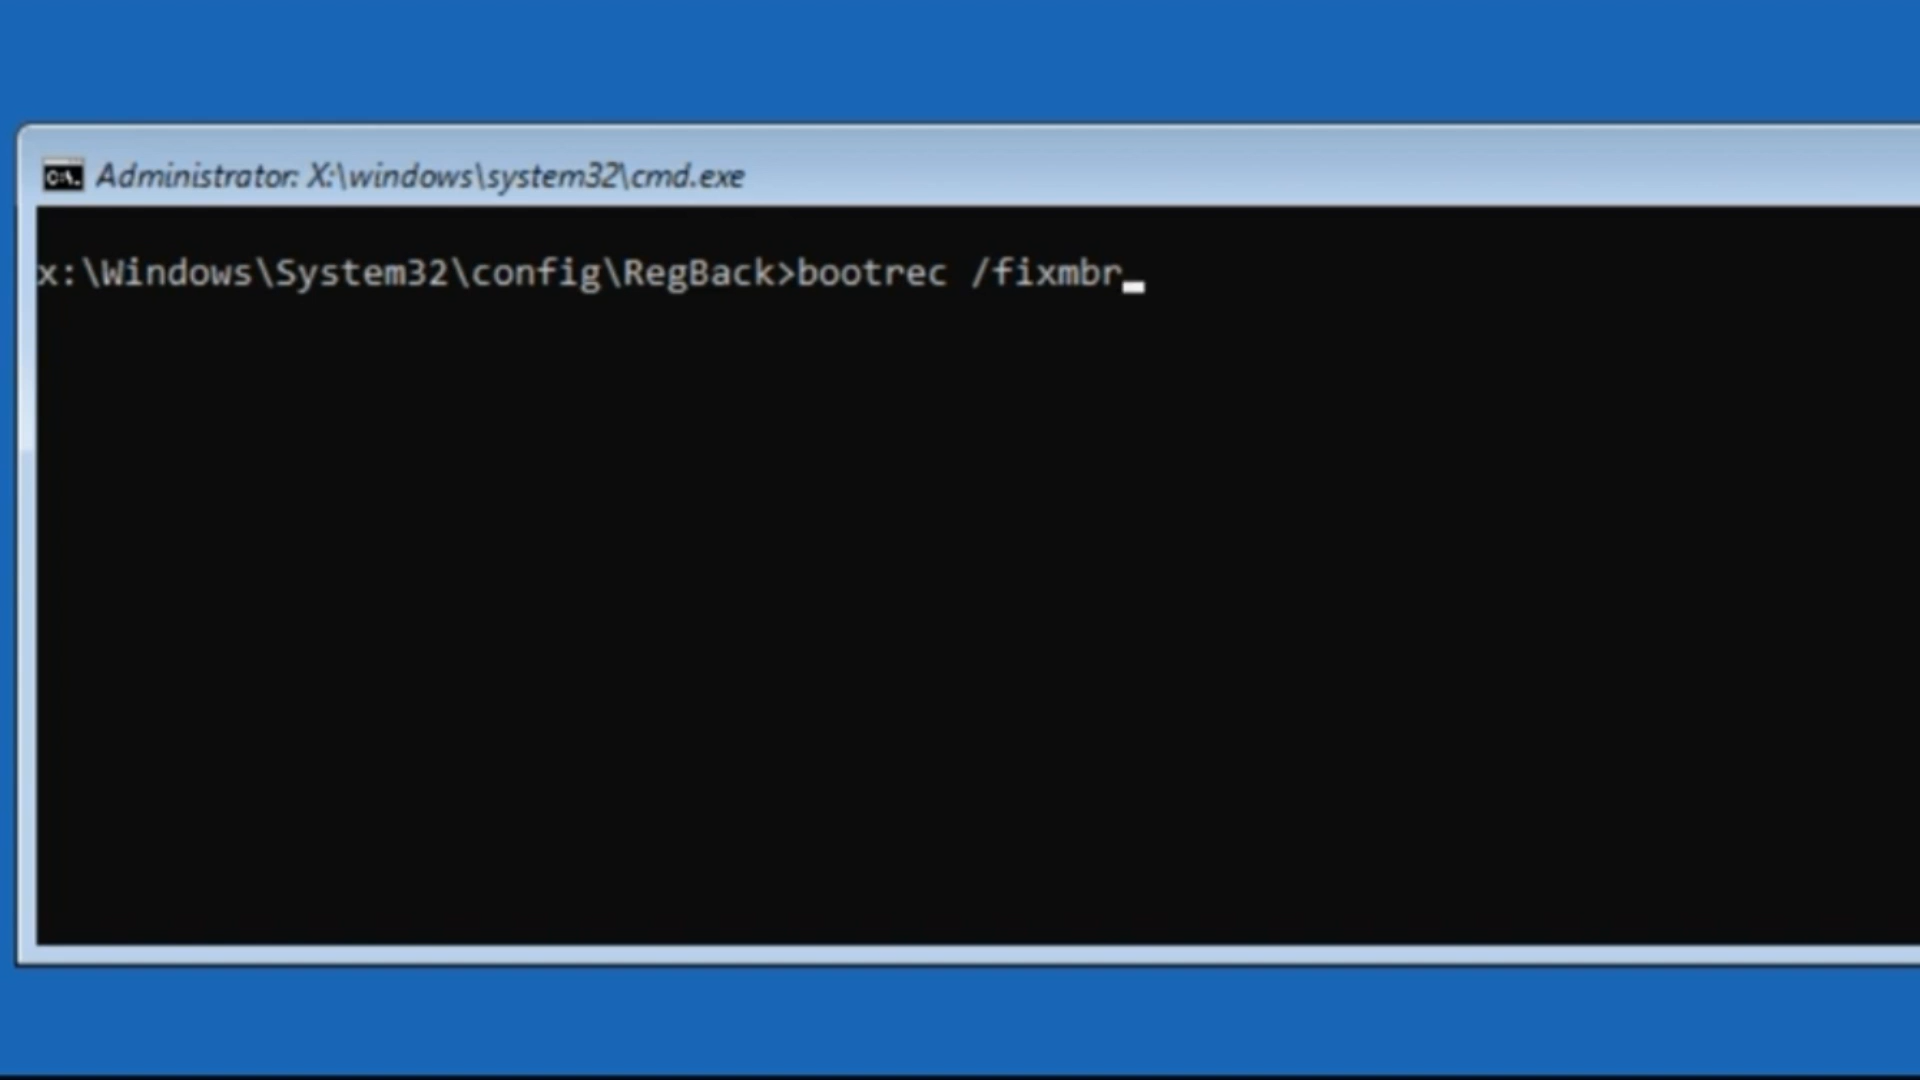 C:\.
Administrator: X:\windows\system32\cmd.exe
x:\Windows\System32\config\RegBack>bootrec /fixmbr